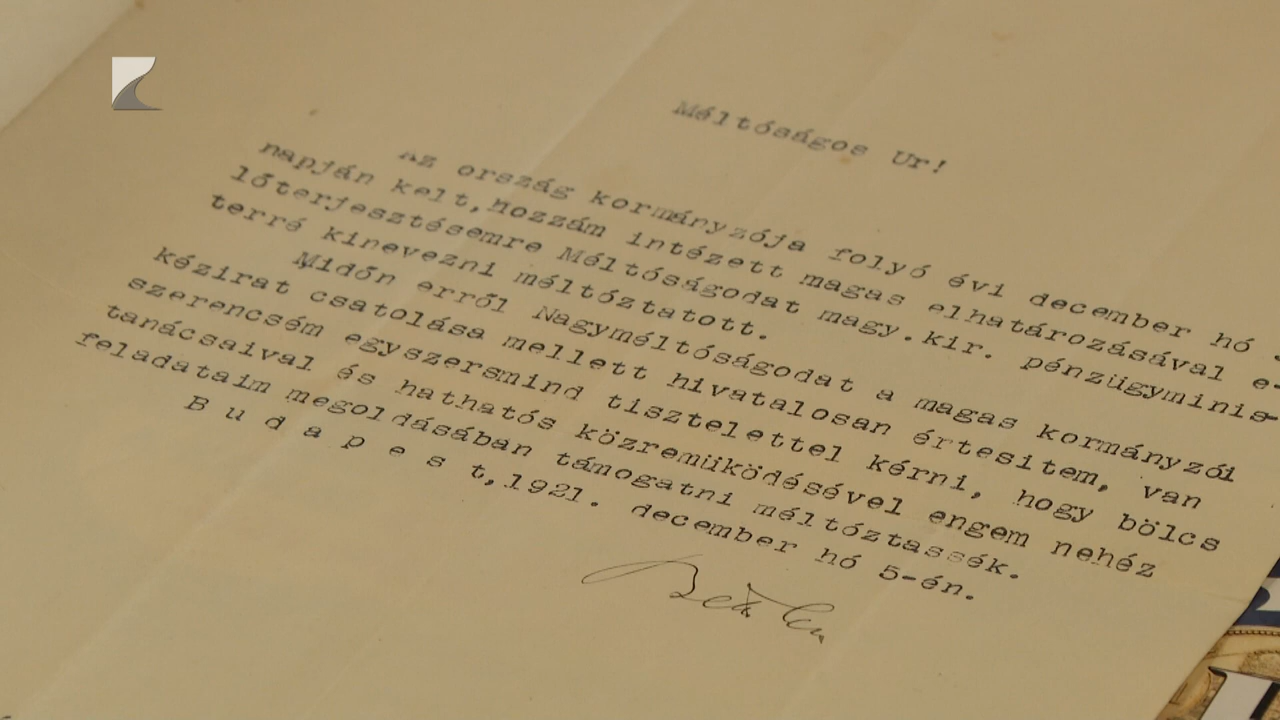 Méltóságos Ur!
Az ország kormányzója folyó évi december hó
napján kelt, hozzám intézett magas elhatározásával
lőterjesztésemre Méltóságodat magy.kir. pénzügyminis-
terré kinevezni méltóztatott.
Midőn erről Nagyméltóságodat a magas kormányzói
kézirat csatolása mellett hivatalosan értesitem, van
szerencsém egyszersmind tisztelettel kérni, hogy bölcs
tanácsaival és hathatós közremüködésével engem nehéz
feladataim megoldásában támogatni méltóztassék.
B u d a p e s t, 1921. december hó 5-én.
Bethlen